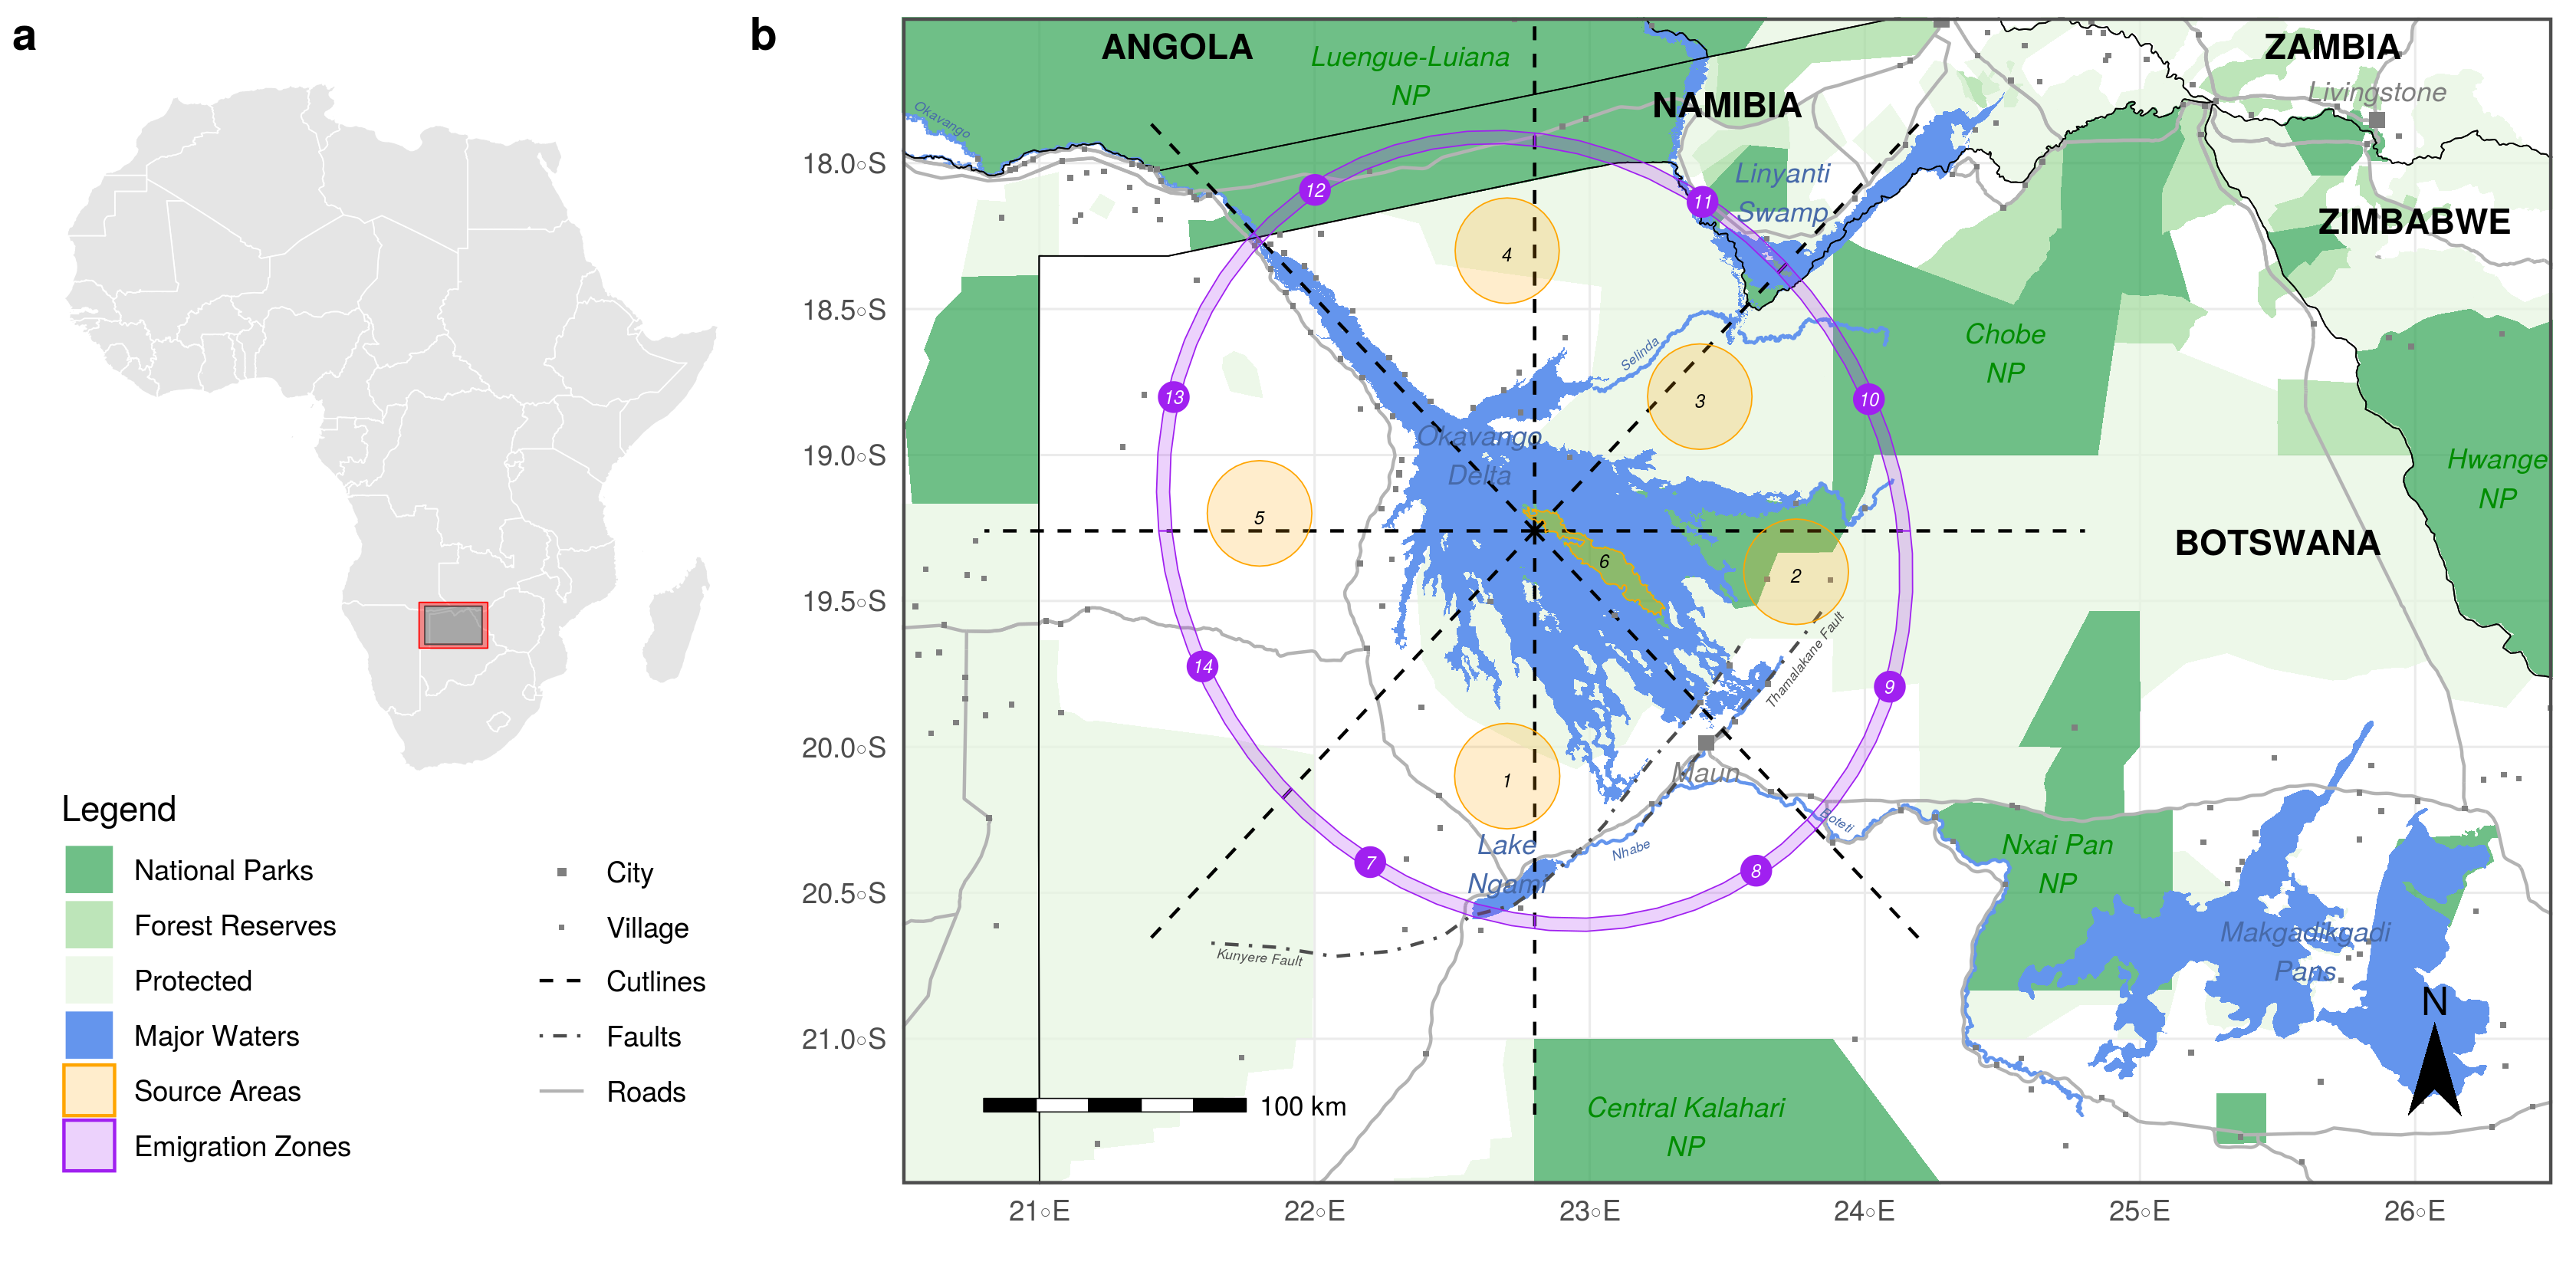 a
b
ANGOLA
Luengue-Luiana
NP
NAMIBIA
ZAMBIA
Livingstone
Okavango
Linyanti
Swamp
ZIMBABWE
12
11
4
Chobe
NP
Selinda
3
13
10
Okavango
Delta
Hwange
NP
5
BOTSWANA
6
2
Thamalakane Fault
14
9
1
Maun
Boteti
Lake
Ngami
Nhabe
7
8
Nxai Pan
NP
Kunyere Fault
Makgadikgadi
Pans
N
100 km
Central Kalahari
NP
18.0°S
18.5°S
19.0°S
19.5°S
20.0°S
20.5°S
21.0°S
21°E
22°E
23°E
24°E
25°E
26°E
Legend
National Parks
Forest Reserves
Protected
Major Waters
Source Areas
Emigration Zones
City
Village
Cutlines
Faults
Roads